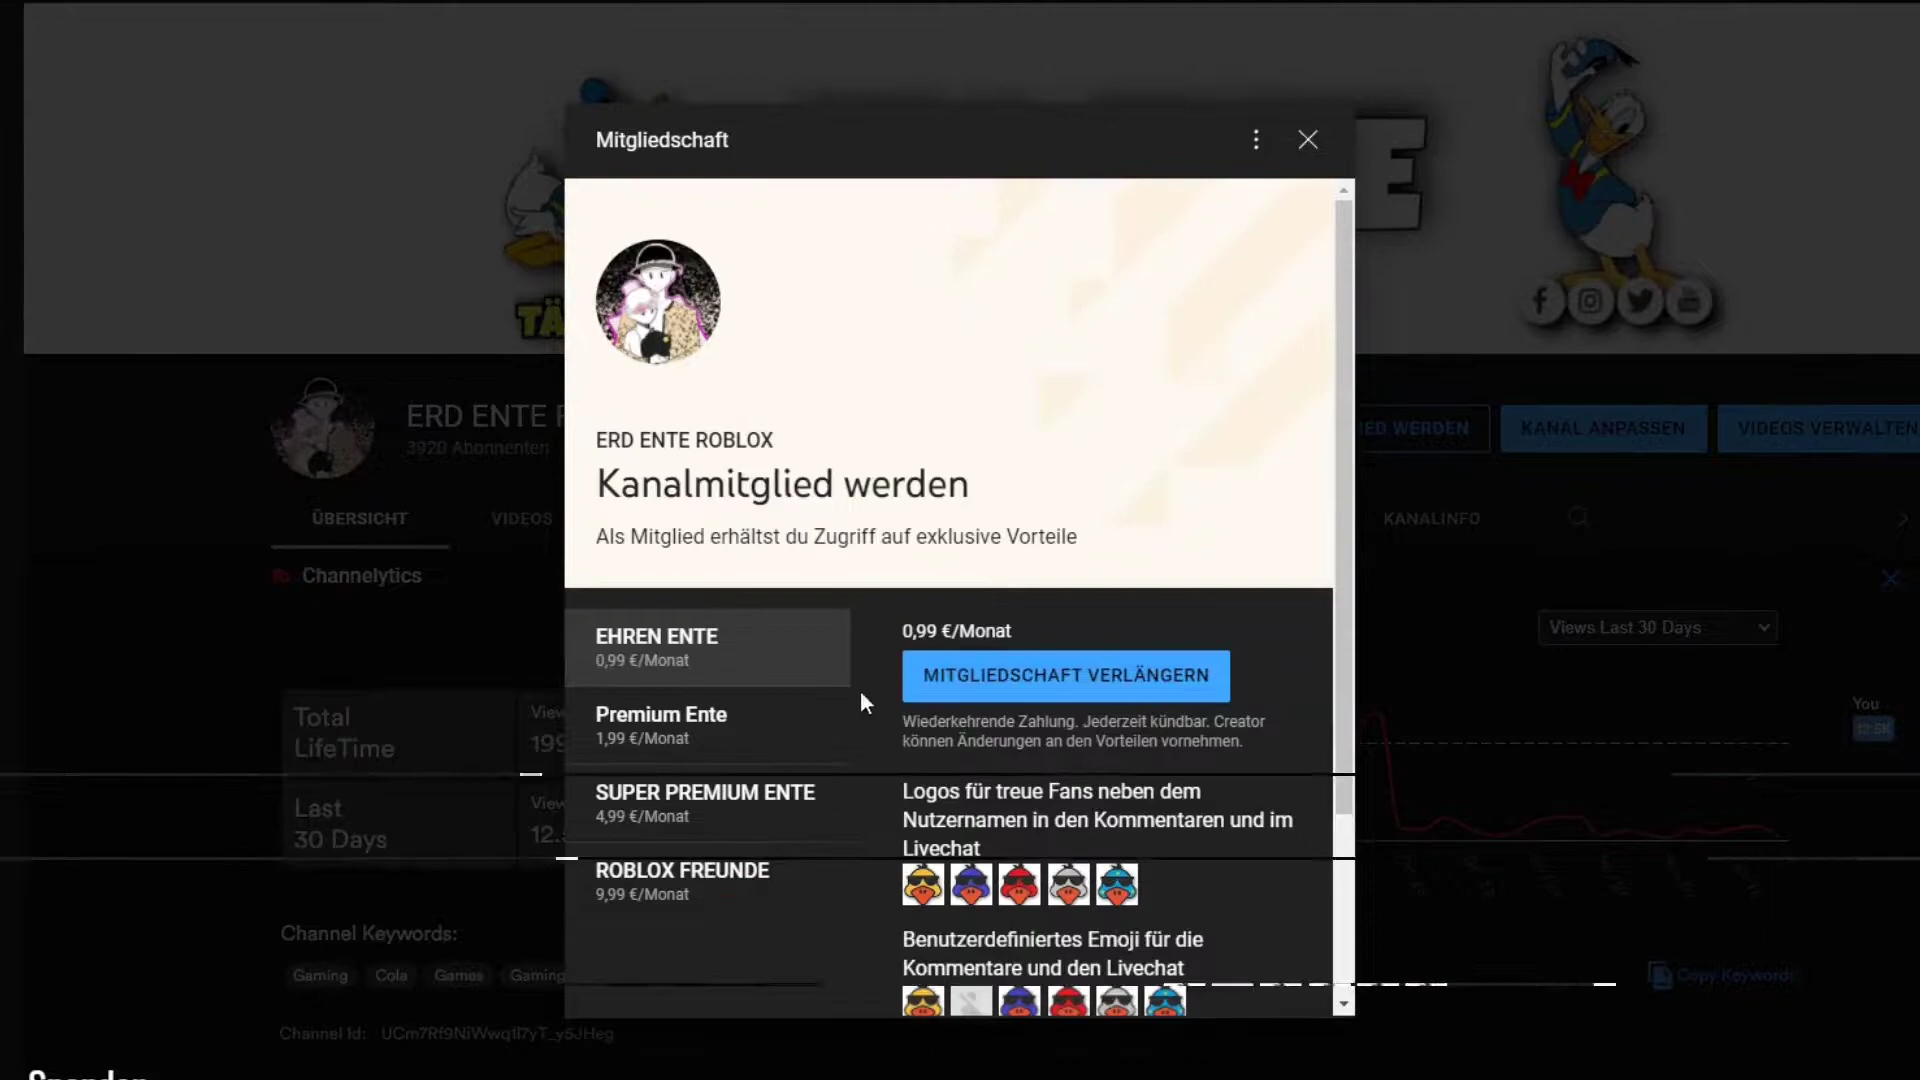 Mitgliedschaft
TÄ
ERD ENTE ROBLOX
Kanalmitglied werden
Als Mitglied erhältst du Zugriff auf exklusive Vorteile
ERD ENTE
3920 Abonnenten
WERDEN
KANAL ANPASSEN
VIDEOS VERWALTEN
ÜBERSICHT
VIDEOS
KANALINFO
Channelytics
Views Last 30 Days
EHREN ENTE
0,99 €/Monat
Premium Ente
1,99 €/Monat
SUPER PREMIUM ENTE
4,99 €/Monat
ROBLOX FREUNDE
9,99 €/Monat
0,99 €/Monat
MITGLIEDSCHAFT VERLÄNGERN
Wiederkehrende Zahlung. Jederzeit kündbar. Creator
können Änderungen an den Vorteilen vornehmen.
Logos für treue Fans neben dem
Nutzernamen in den Kommentaren und im
Livechat
Benutzerdefiniertes Emoji für die
Kommentare und den Livechat
Total
LifeTime
Last
30 Days
You
Channel Keywords:
Gaming
Cola
Games
Gaming
Copy Keywords
Channel Id: